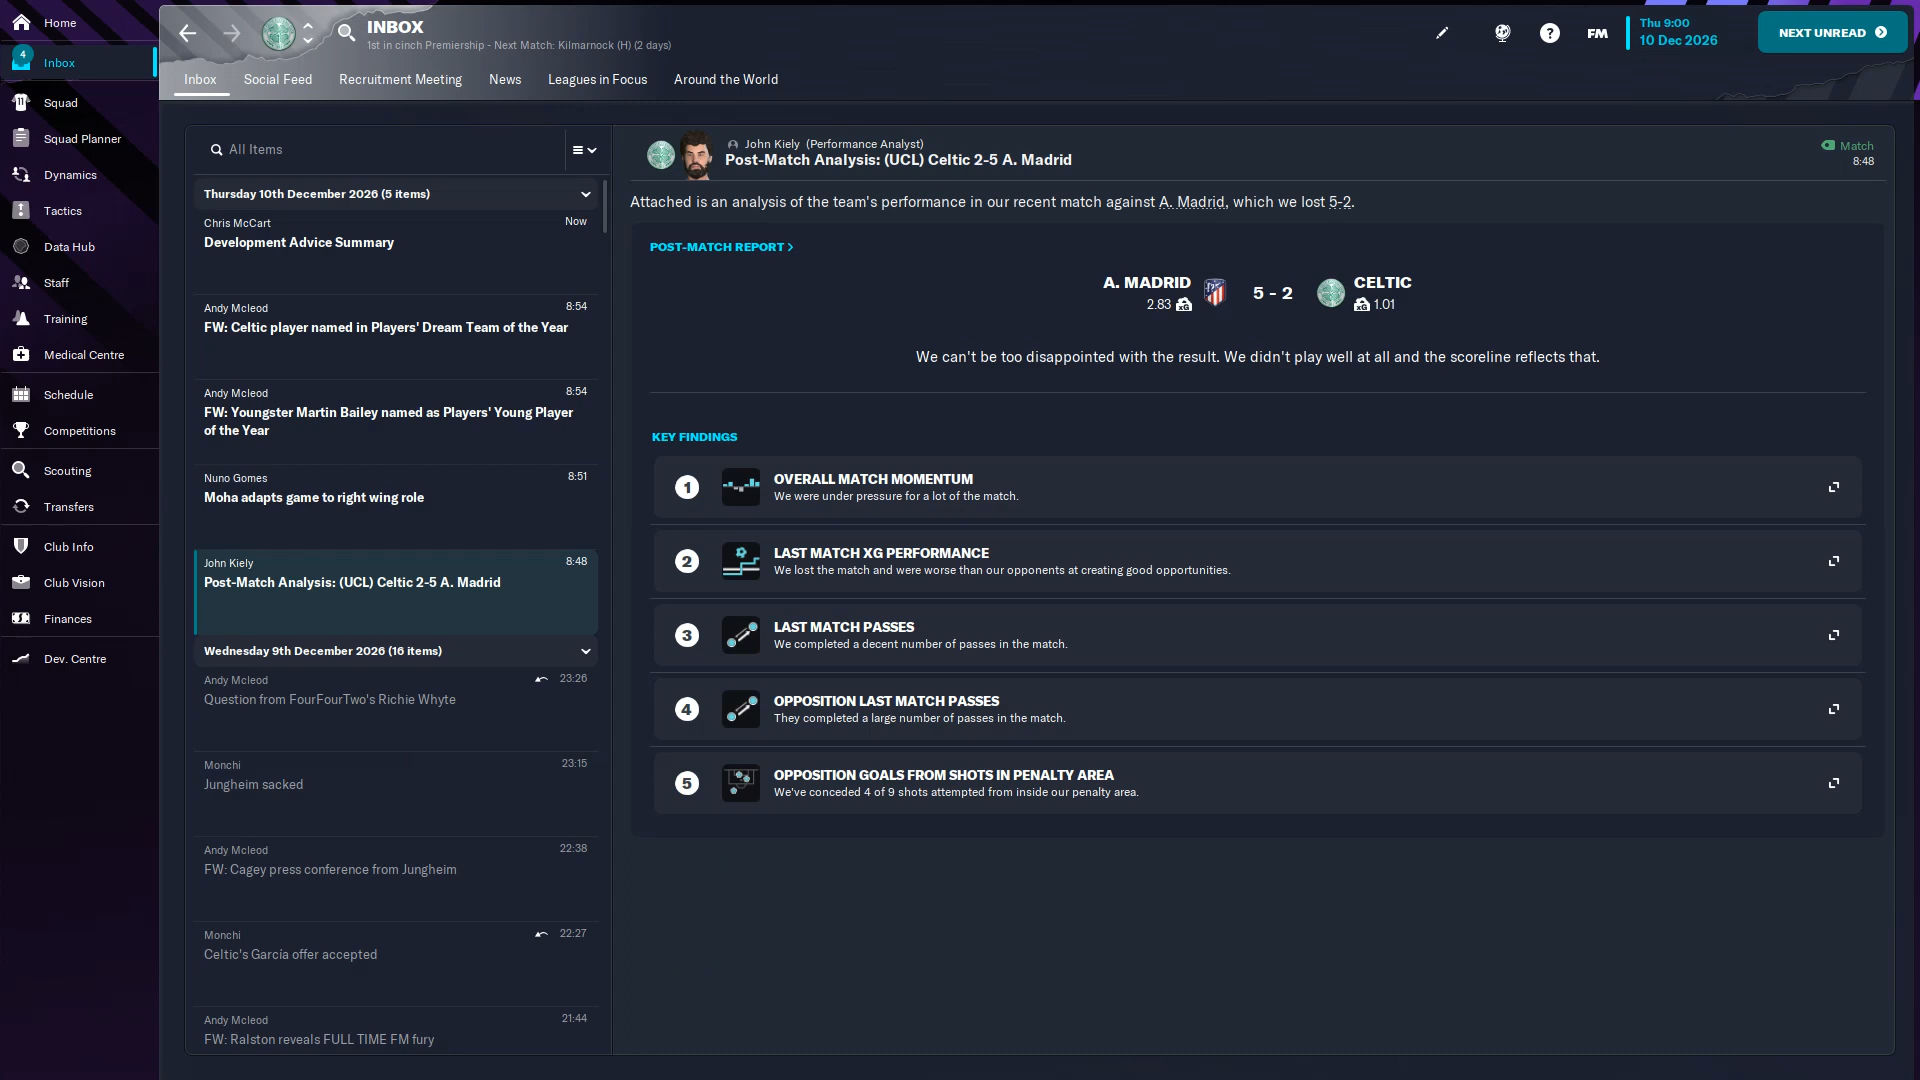 Home
4
Inbox
Squad
Squad Planner
Dynamics
Tactics
Data Hub
Staff
Training
Medical Centre
Schedule
Competitions
Scouting
Transfers
Club Info
Club Vision
Finances
Dev. Centre
INBOX
1st in cinch Premiership - Next Match: Kilmarnock (H) (2 days)
FM
Thu 9:00
10 Dec 2026
NEXT UNREAD
Inbox
Social Feed
Recruitment Meeting
News
Leagues in Focus
Around the World
All Items
Thursday 10th December 2026 (5 items)
Chris McCart
Now
Development Advice Summary
Andy Mcleod
8:54
FW: Celtic player named in Players' Dream Team of the Year
Andy Mcleod
8:54
FW: Youngster Martin Bailey named as Players' Young Player
of the Year
Nuno Gomes
8:51
Moha adapts game to right wing role
John Kiely
8:48
Post-Match Analysis: (UCL) Celtic 2-5 A. Madrid
Wednesday 9th December 2026 (16 items)
Andy Mcleod
23:26
Question from FourFourTwo's Richie Whyte
Monchi
23:15
Jungheim sacked
Andy Mcleod
22:38
FW: Cagey press conference from Jungheim
Monchi
22:27
Celtic's García offer accepted
Andy Mcleod
21:44
FW: Ralston reveals FULL TIME FM fury
John Kiely (Performance Analyst)
Post-Match Analysis: (UCL) Celtic 2-5 A. Madrid
Match
8:48
Attached is an analysis of the team's performance in our recent match against A. Madrid, which we lost 5-2.
POST-MATCH REPORT
A. MADRID
2.83 xG
5 - 2
CELTIC
xG 1.01
We can't be too disappointed with the result. We didn't play well at all and the scoreline reflects that.
KEY FINDINGS
1
OVERALL MATCH MOMENTUM
We were under pressure for a lot of the match.
2
LAST MATCH XG PERFORMANCE
We lost the match and were worse than our opponents at creating good opportunities.
3
LAST MATCH PASSES
We completed a decent number of passes in the match.
4
OPPOSITION LAST MATCH PASSES
They completed a large number of passes in the match.
5
OPPOSITION GOALS FROM SHOTS IN PENALTY AREA
We've conceded 4 of 9 shots attempted from inside our penalty area.